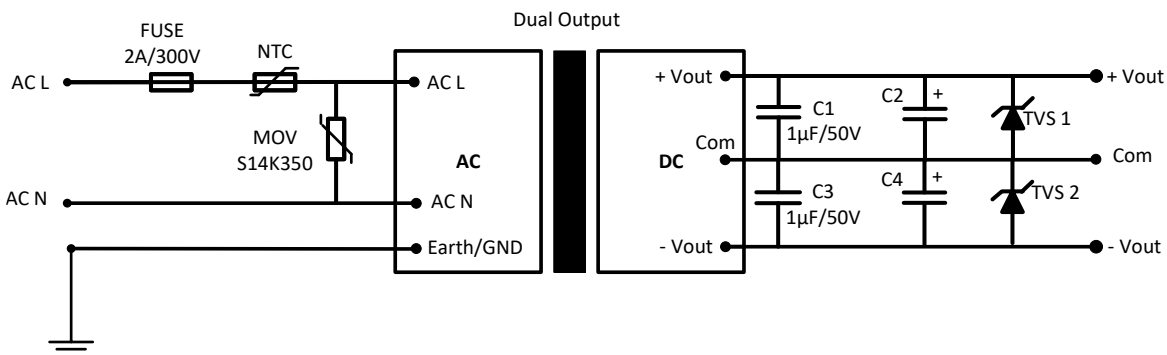 Dual Output
FUSE
2A/300V
NTC
AC L
AC L
MOV
S14K350
AC
AC N
AC N
Earth/GND
+ Vout
C1
1µF/50V
C2
+
TVS 1
+ Vout
Com
DC
Com
C3
1µF/50V
C4
+
TVS 2
- Vout
- Vout